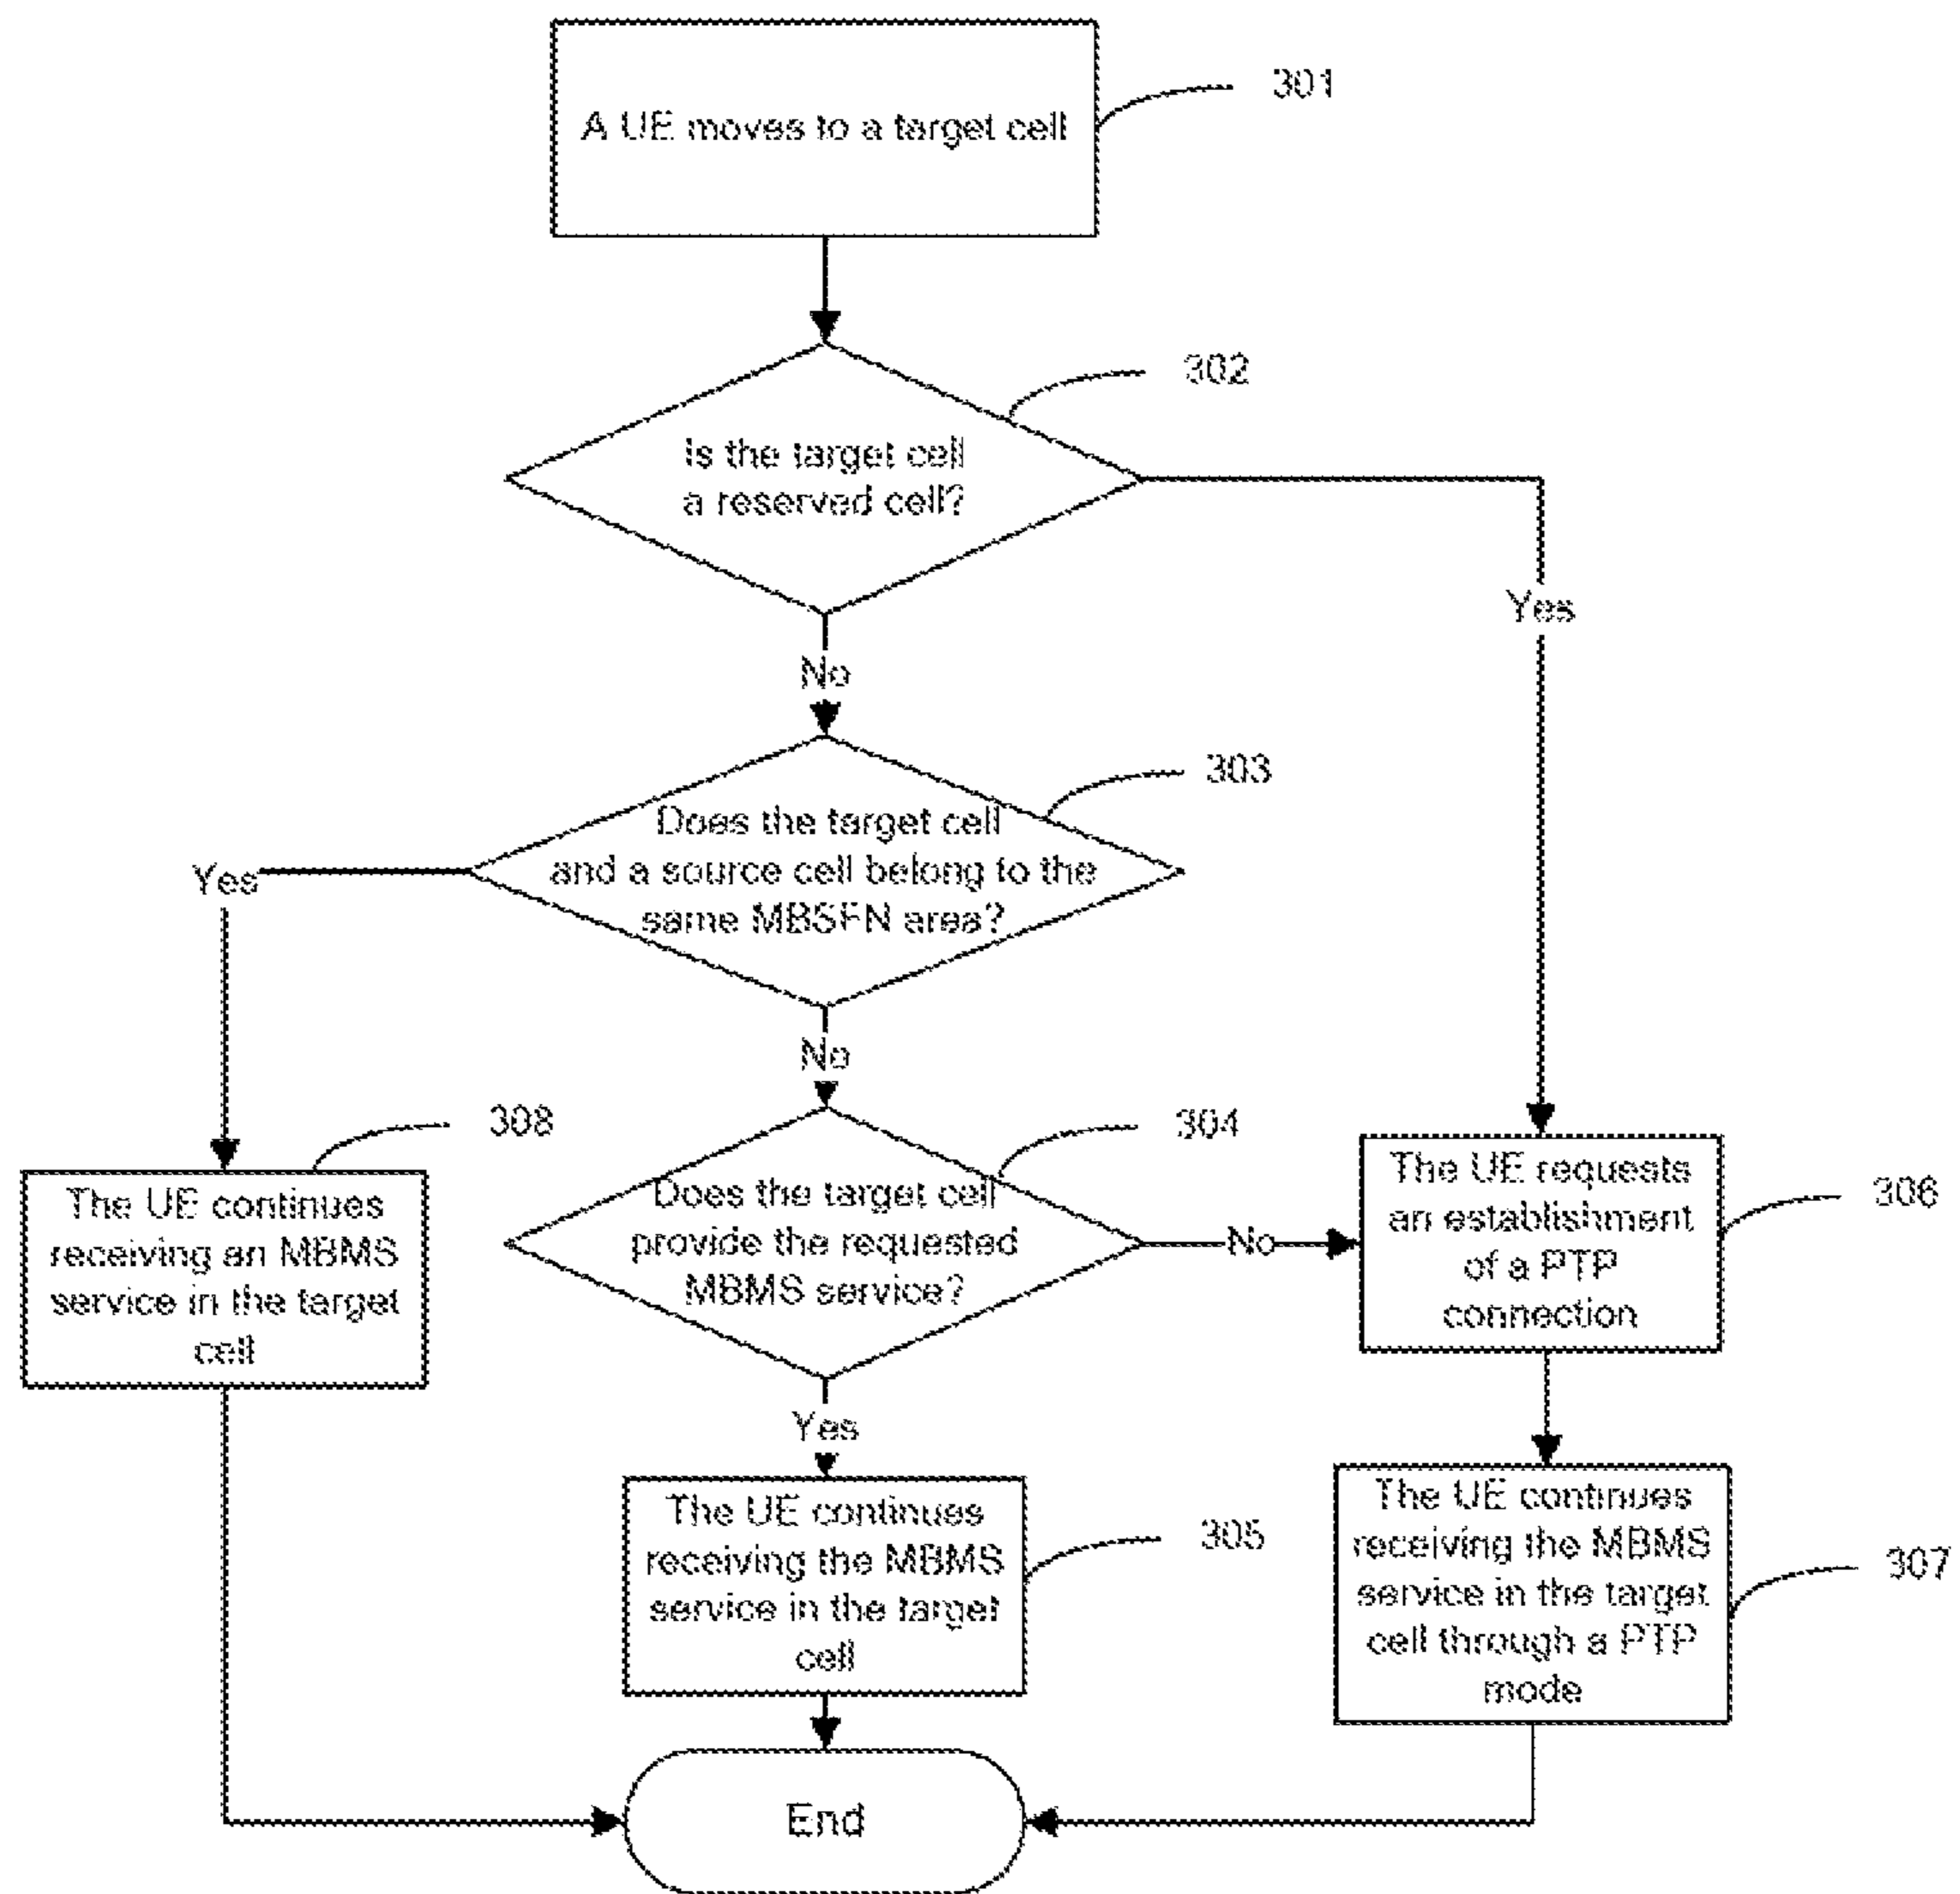 A UE moves to a target cell
301
302
Is the target cell
a reserved cell?
Yes
No
303
Does the target cell
and a source cell belong to the
same MBSFN area?
Yes
No
308
304
The UE continues
receiving an MBMS
service in the target
cell
Does the target cell
provide the requested
MBMS service?
No
The UE requests
an establishment
of a PTP
connection
306
Yes
The UE continues
receiving the MBMS
service in the target
cell
305
The UE continues
receiving the MBMS
service in the target
cell through a PTP
mode
307
End